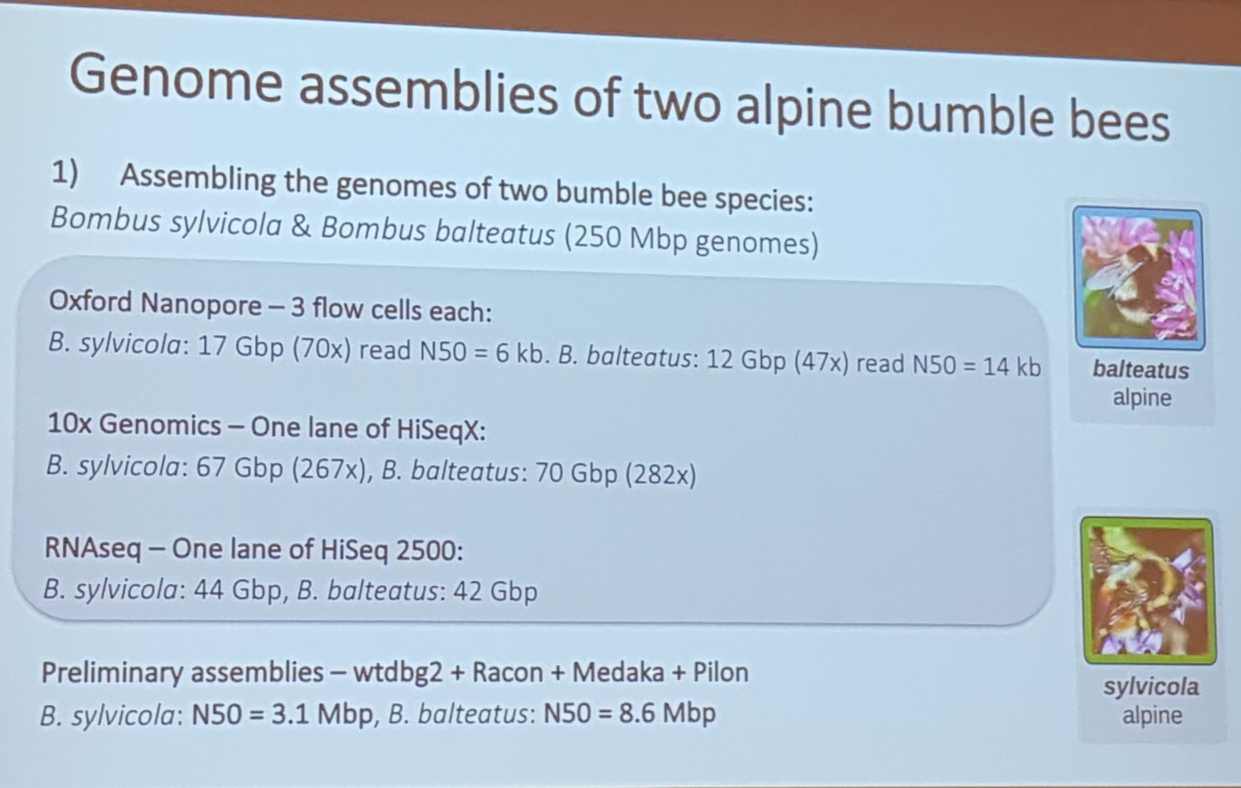 Genome assemblies of two alpine bumble bees
1) Assembling the genomes of two bumble bee species:
Bombus sylvicola & Bombus balteatus (250 Mbp genomes)
Oxford Nanopore – 3 flow cells each:
B. sylvicola: 17 Gbp (70x) read N50 = 6 kb. B. balteatus: 12 Gbp (47x) read N50 = 14 kb
10x Genomics – One lane of HiSeqX:
B. sylvicola: 67 Gbp (267x), B. balteatus: 70 Gbp (282x)
RNAseq – One lane of HiSeq 2500:
B. sylvicola: 44 Gbp, B. balteatus: 42 Gbp
Preliminary assemblies – wtdbg2 + Racon + Medaka + Pilon
B. sylvicola: N50 = 3.1 Mbp, B. balteatus: N50 = 8.6 Mbp
balteatus
alpine
sylvicola
alpine